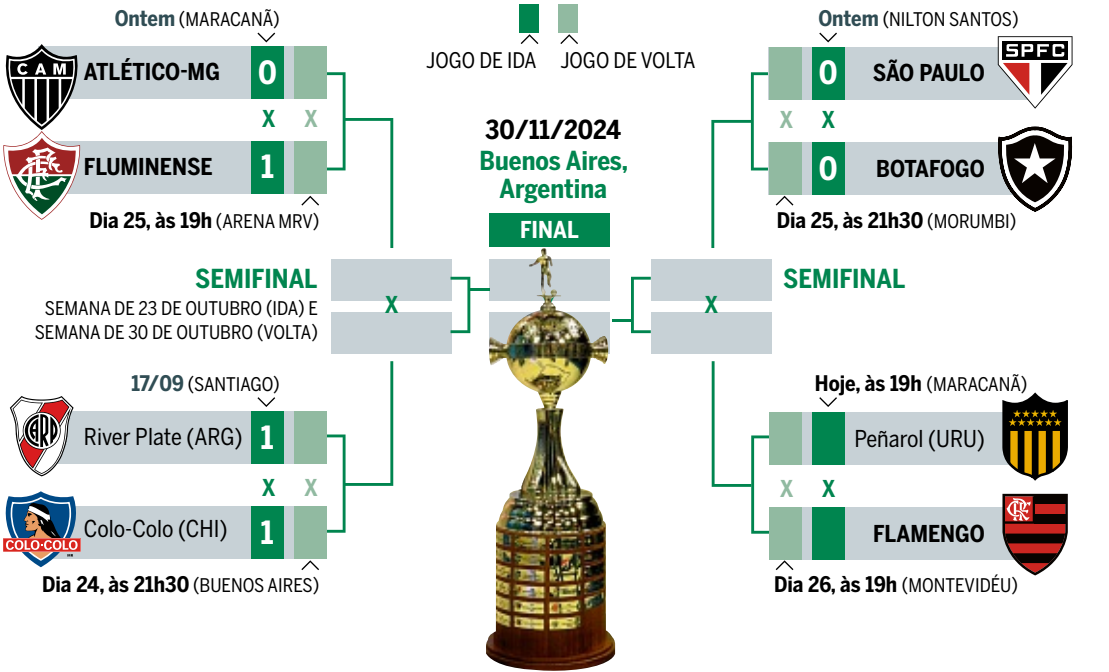 Ontem (MARACANÃ)
CAM
ATLÉTICO-MG 0
X X
FLUMINENSE 1
Dia 25, às 19h (ARENA MRV)
JOGO DE IDA
JOGO DE VOLTA
Ontem (NILTON SANTOS)
0 SÃO PAULO
SPFC
X X
0 BOTAFOGO
Dia 25, às 21h30 (MORUMBI)
30/11/2024
Buenos Aires,
Argentina
FINAL
SEMIFINAL
SEMANA DE 23 DE OUTUBRO (IDA) E
SEMANA DE 30 DE OUTUBRO (VOLTA)
X
X
SEMIFINAL
17/09 (SANTIAGO)
CARP
River Plate (ARG) 1
X X
COLO-COLO
Colo-Colo (CHI) 1
Dia 24, às 21h30 (BUENOS AIRES)
Hoje, às 19h (MARACANÃ)
Peñarol (URU)
X X
FLAMENGO
Dia 26, às 19h (MONTEVIDÉU)